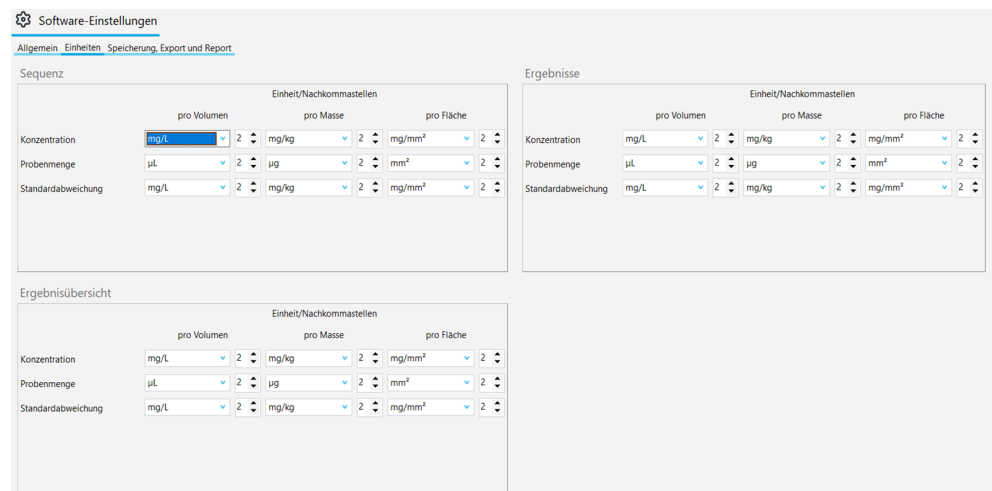 Software-Einstellungen
Allgemein Einheiten Speicherung, Export und Report
Sequenz
Einheit/Nachkommastellen
pro Volumen pro Masse pro Fläche
Konzentration mg/L 2 mg/kg 2 mg/mm² 2
Probenmenge µL 2 µg 2 mm² 2
Standardabweichung mg/L 2 mg/kg 2 mg/mm² 2
Ergebnisse
Einheit/Nachkommastellen
pro Volumen pro Masse pro Fläche
Konzentration mg/L 2 mg/kg 2 mg/mm² 2
Probenmenge µL 2 µg 2 mm² 2
Standardabweichung mg/L 2 mg/kg 2 mg/mm² 2
Ergebnisübersicht
Einheit/Nachkommastellen
pro Volumen pro Masse pro Fläche
Konzentration mg/L 2 mg/kg 2 mg/mm² 2
Probenmenge µL 2 µg 2 mm² 2
Standardabweichung mg/L 2 mg/kg 2 mg/mm² 2